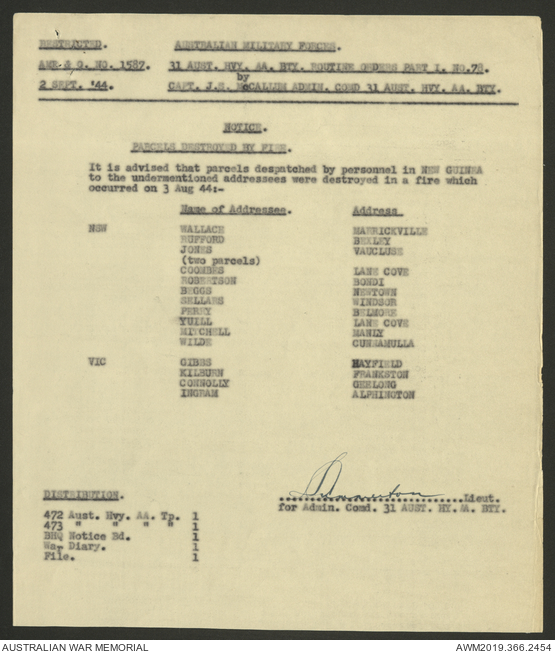 RESTRICTED. AUSTRALIAN MILITARY FORCES.
AME & G. NO. 1587. 31 AUST. HVY. AA. BTY. ROUTINE ORDERS PART I. NO.78.
by
2 SEPT. '44. CAPT. J.E. McCALLUM ADMIN. COMD 31 AUST. HVY. AA. BTY.
NOTICE.
PARCELS DESTROYED BY FIRE.
It is advised that parcels despatched by personnel in NEW GUINEA
to the undermentioned addressees were destroyed in a fire which
occurred on 3 Aug 44:-
Name of Addressee. Address
NSW WALLACE MARRICKVILLE
RUFFORD BEXLEY
JONES VAUCLUSE
(two parcels)
COOMBES LANE COVE
ROBERTSON BONDI
BEGGS NEWTOWN
SELLARS WINDSOR
PERRY BELMORE
YUILL LANE COVE
MITCHELL MANLY
WILDE CUNNAMULLA
VIC GIBBS HAYFIELD
KILBURN FRANKSTON
CONNOLLY GEELONG
INGRAM ALPHINGTON
DISTRIBUTION.
472 Aust. Hvy. AA. Tp. 1
473 " " " " 1
BHQ Notice Bd. 1
War Diary. 1
File. 1
Lieut.
for Admin. Comd. 31 AUST. HY. AA. BTY.
AUSTRALIAN WAR MEMORIAL AWM2019.366.2454